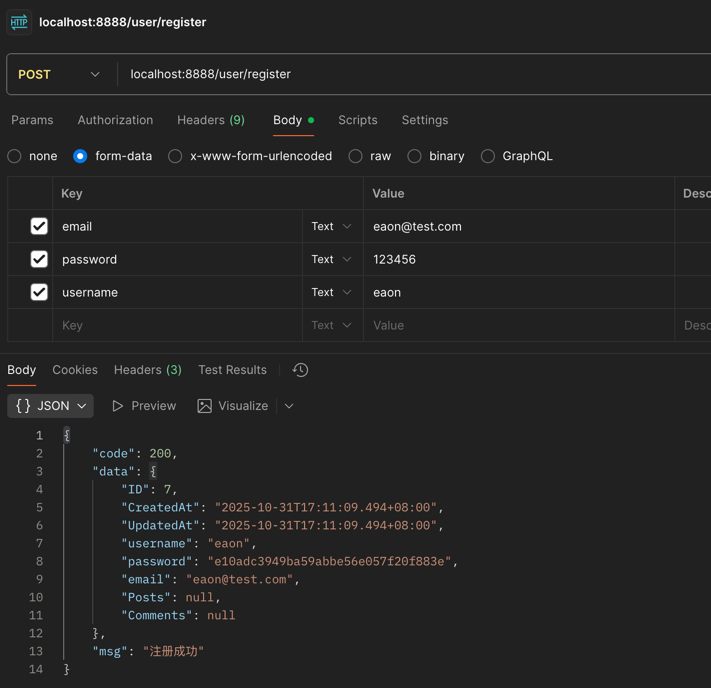 HTTP localhost:8888/user/register
POST localhost:8888/user/register
Params Authorization Headers (9) Body Scripts Settings
none form-data x-www-form-urlencoded raw binary GraphQL
Key Value Desc
email Text eaon@test.com
password Text 123456
username Text eaon
Key Text Value Desc
Body Cookies Headers (3) Test Results
{} JSON Preview Visualize
1 {
2 "code": 200,
3 "data": {
4 "ID": 7,
5 "CreatedAt": "2025-10-31T17:11:09.494+08:00",
6 "UpdatedAt": "2025-10-31T17:11:09.494+08:00",
7 "username": "eaon",
8 "password": "e10adc3949ba59abbe56e057f20f883e",
9 "email": "eaon@test.com",
10 "Posts": null,
11 "Comments": null
12 },
13 "msg": "注册成功"
14 }